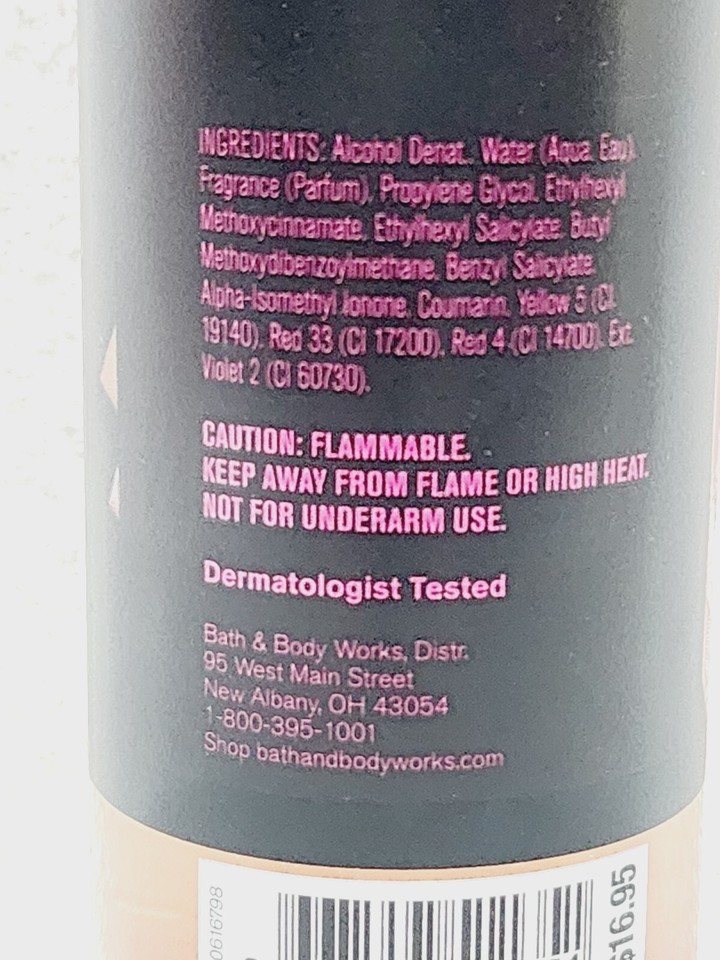 INGREDIENTS: Alcohol Denat., Water (Aqua, Eau),
Fragrance (Parfum), Propylene Glycol, Ethylhexyl
Methoxycinnamate, Ethylhexyl Salicylate, Butyl
Methoxydibenzoylmethane, Benzyl Salicylate,
Alpha-Isomethyl Ionone, Coumarin, Yellow 5 (CI
19140), Red 33 (CI 17200), Red 4 (CI 14700), Ext.
Violet 2 (CI 60730).
CAUTION: FLAMMABLE.
KEEP AWAY FROM FLAME OR HIGH HEAT.
NOT FOR UNDERARM USE.
Dermatologist Tested
Bath & Body Works, Distr.
95 West Main Street
New Albany, OH 43054
1-800-395-1001
Shop bathandbodyworks.com
0616798
$16.95